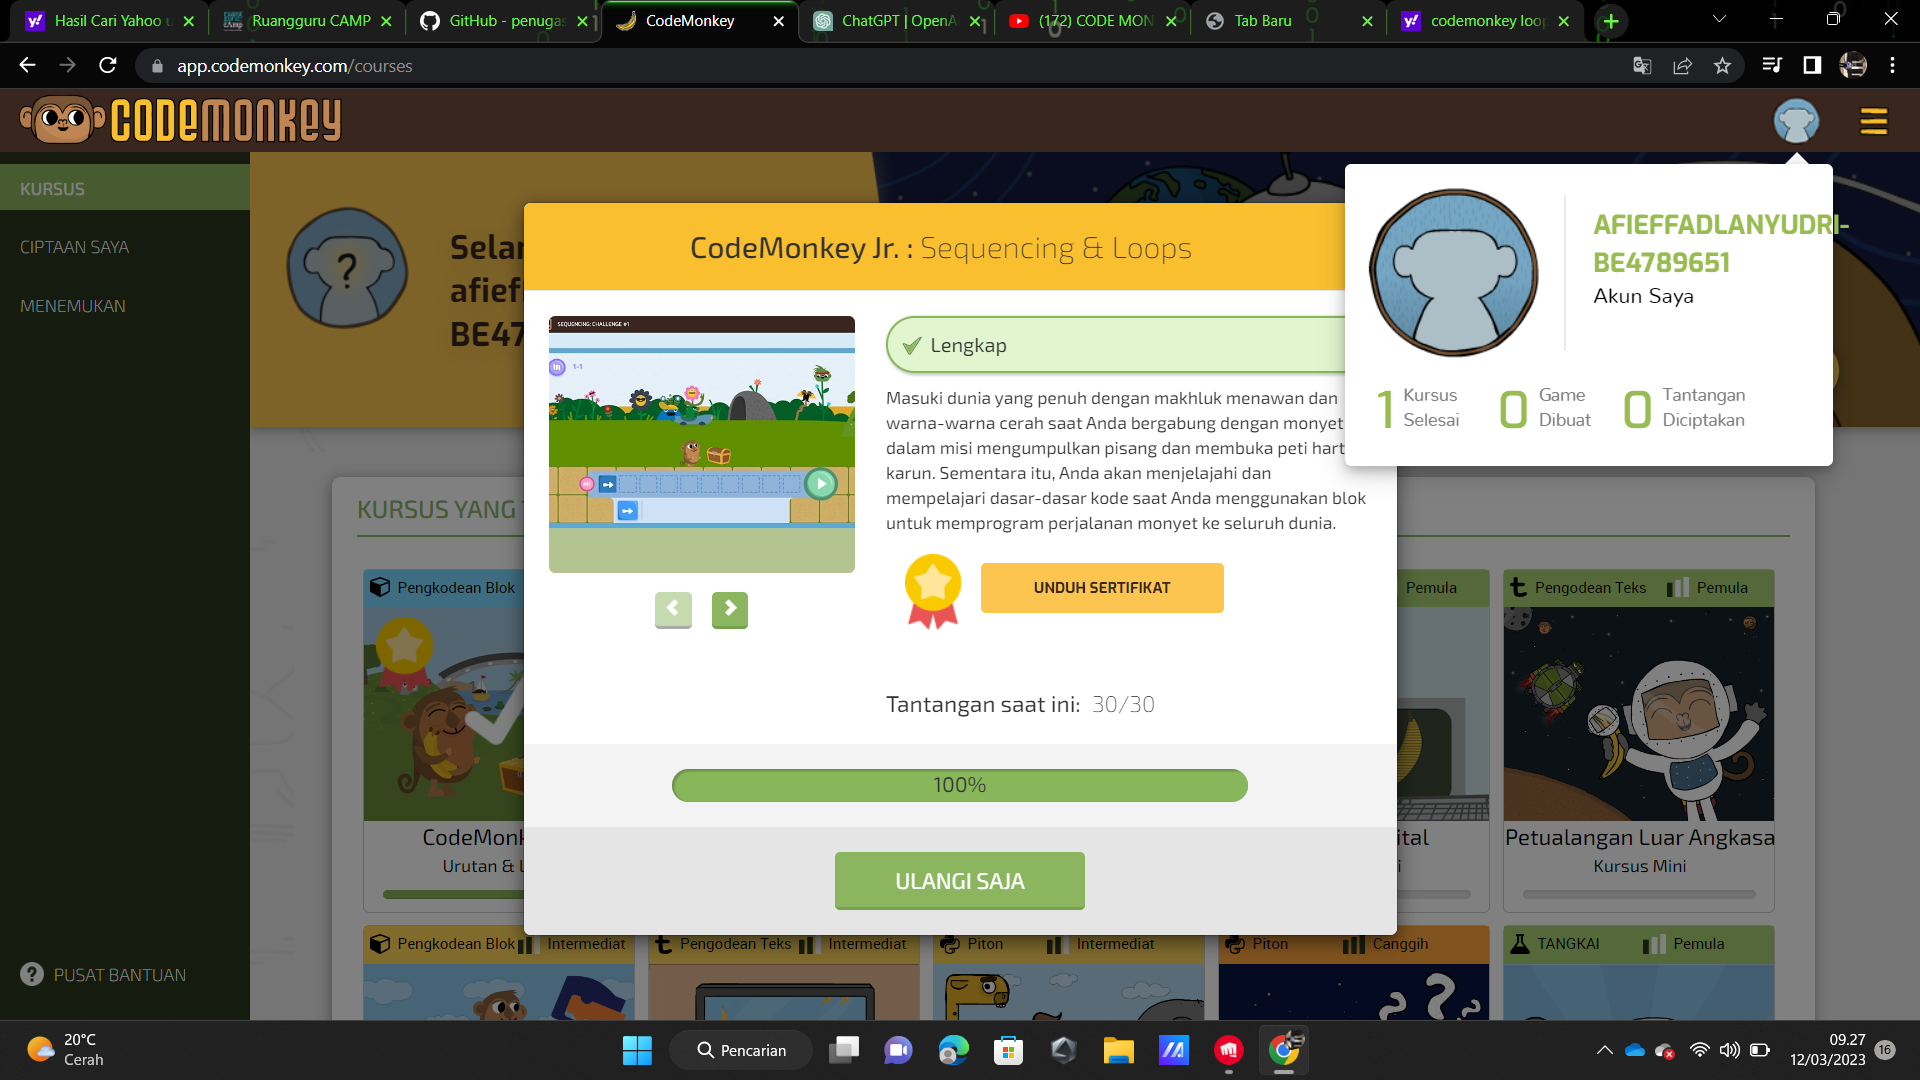 Hasil Cari Yahoo u
Ruangguru CAMP
GitHub - penugas
CodeMonkey
ChatGPT | OpenA
(172) CODE MON
Tab Baru
codemonkey loop
app.codemonkey.com/courses
CODEMONKEY
KURSUS
CIPTAAN SAYA
MENEMUKAN
PUSAT BANTUAN
Selan
afief
BE47
CodeMonkey Jr. : Sequencing & Loops
SEQUENCING: CHALLENGE #1
1-1
Lengkap
Masuki dunia yang penuh dengan makhluk menawan dan
warna-warna cerah saat Anda bergabung dengan monyet
dalam misi mengumpulkan pisang dan membuka peti hart
karun. Sementara itu, Anda akan menjelajahi dan
mempelajari dasar-dasar kode saat Anda menggunakan blok
untuk memprogram perjalanan monyet ke seluruh dunia.
UNDUH SERTIFIKAT
Tantangan saat ini: 30/30
100%
ULANGI SAJA
AFIEFFADLANYUDRI-
BE4789651
Akun Saya
1 Kursus Selesai
0 Game Dibuat
0 Tantangan Diciptakan
KURSUS YANG
Pengkodean Blok
Pemula
Pengodean Teks Pemula
CodeMonk
Urutan & L
ital
Petualangan Luar Angkasa
Kursus Mini
Pengkodean Blok Intermediat
Pengodean Teks Intermediat
Piton Intermediat
Piton Canggih
TANGKAI Pemula
20°C
Cerah
Pencarian
09.27
12/03/2023
16